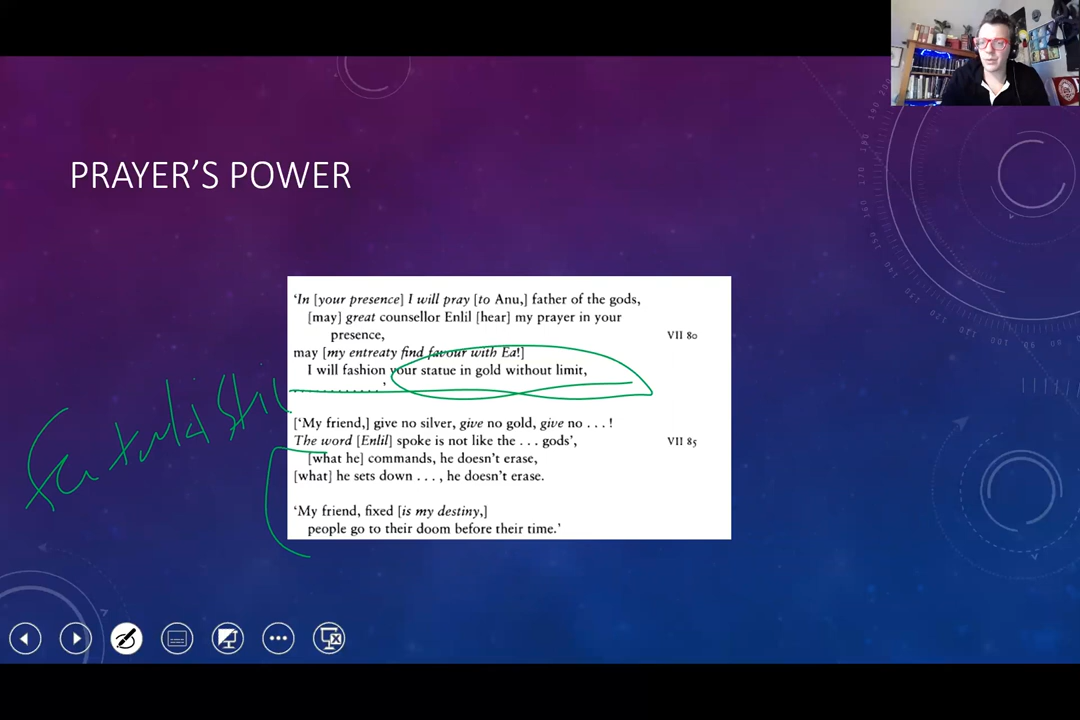 PRAYER'S POWER
‘In [your presence] I will pray [to Anu,] father of the gods,
[may] great counsellor Enlil [hear] my prayer in your
presence,
VII 80
may [my entreaty find favour with Ea!]
I will fashion your statue in gold without limit,
. . . . . . . . . . . . . ,
[‘My friend,] give no silver, give no gold, give no . . . !
The word [Enlil] spoke is not like the . . . gods’,
VII 85
[what he] commands, he doesn't erase,
[what] he sets down . . . , he doesn't erase.
‘My friend, fixed [is my destiny,]
people go to their doom before their time.’